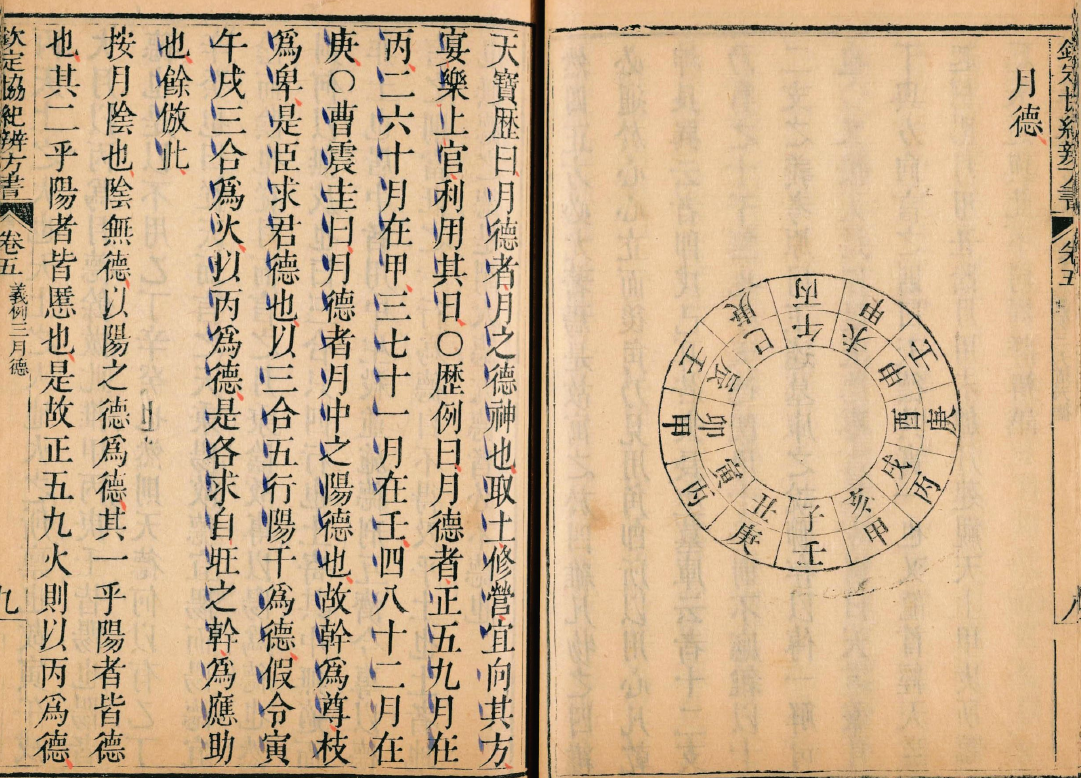 月德
丙
甲
壬
庚
丙
甲
壬
庚
丙
甲
壬
庚
午
未
申
酉
戌
亥
子
丑
寅
卯
辰
巳
天寶歷曰月德者月之德神也取土修營宜向其方
宴樂上官利用其日○歷例曰月德者正五九月在
丙二六十月在甲三七十一月在壬四八十二月在
庚○曹震圭曰月德者月中之陽德也故幹爲尊枝
爲卑是臣求君德也以三合五行陽干爲德假令寅
午戌三合爲火以丙爲德是各求自旺之幹爲應助
也餘倣此
按月陰也陰無德以陽之德爲德其一乎陽者皆德
也其二乎陽者皆慝也是故正五九火則以丙爲德
欽定協紀辨方書
卷五
義例三月德
九